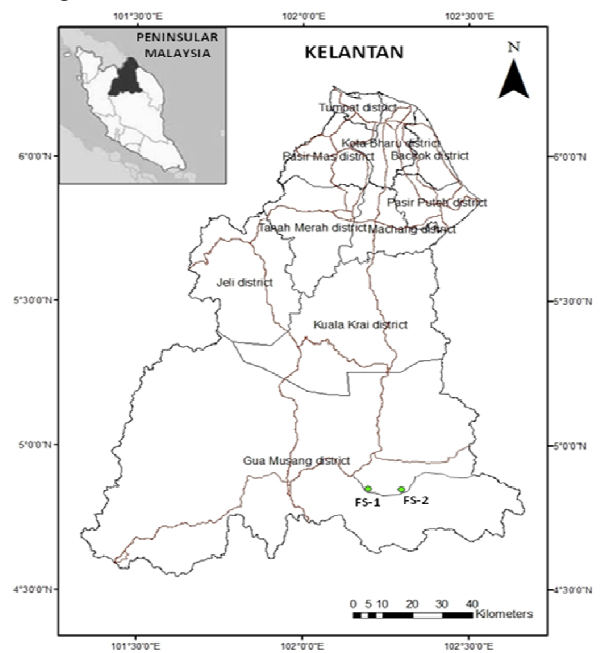 101°30'0"E 102°0'0"E 102°30'0"E
PENINSULAR
MALAYSIA
KELANTAN
N
Tumpat district
Kota Bharu district
6°0'0"N Pasir Mas district Bachok district 6°0'0"N
Pasir Puteh district
Tanah Merah district Machang district
5°30'0"N Jeli district 5°30'0"N
Kuala Krai district
5°0'0"N 5°0'0"N
Gua Musang district
FS-1 FS-2
4°30'0"N 4°30'0"N
0 5 10 20 30 40
Kilometers
101°30'0"E 102°0'0"E 102°30'0"E